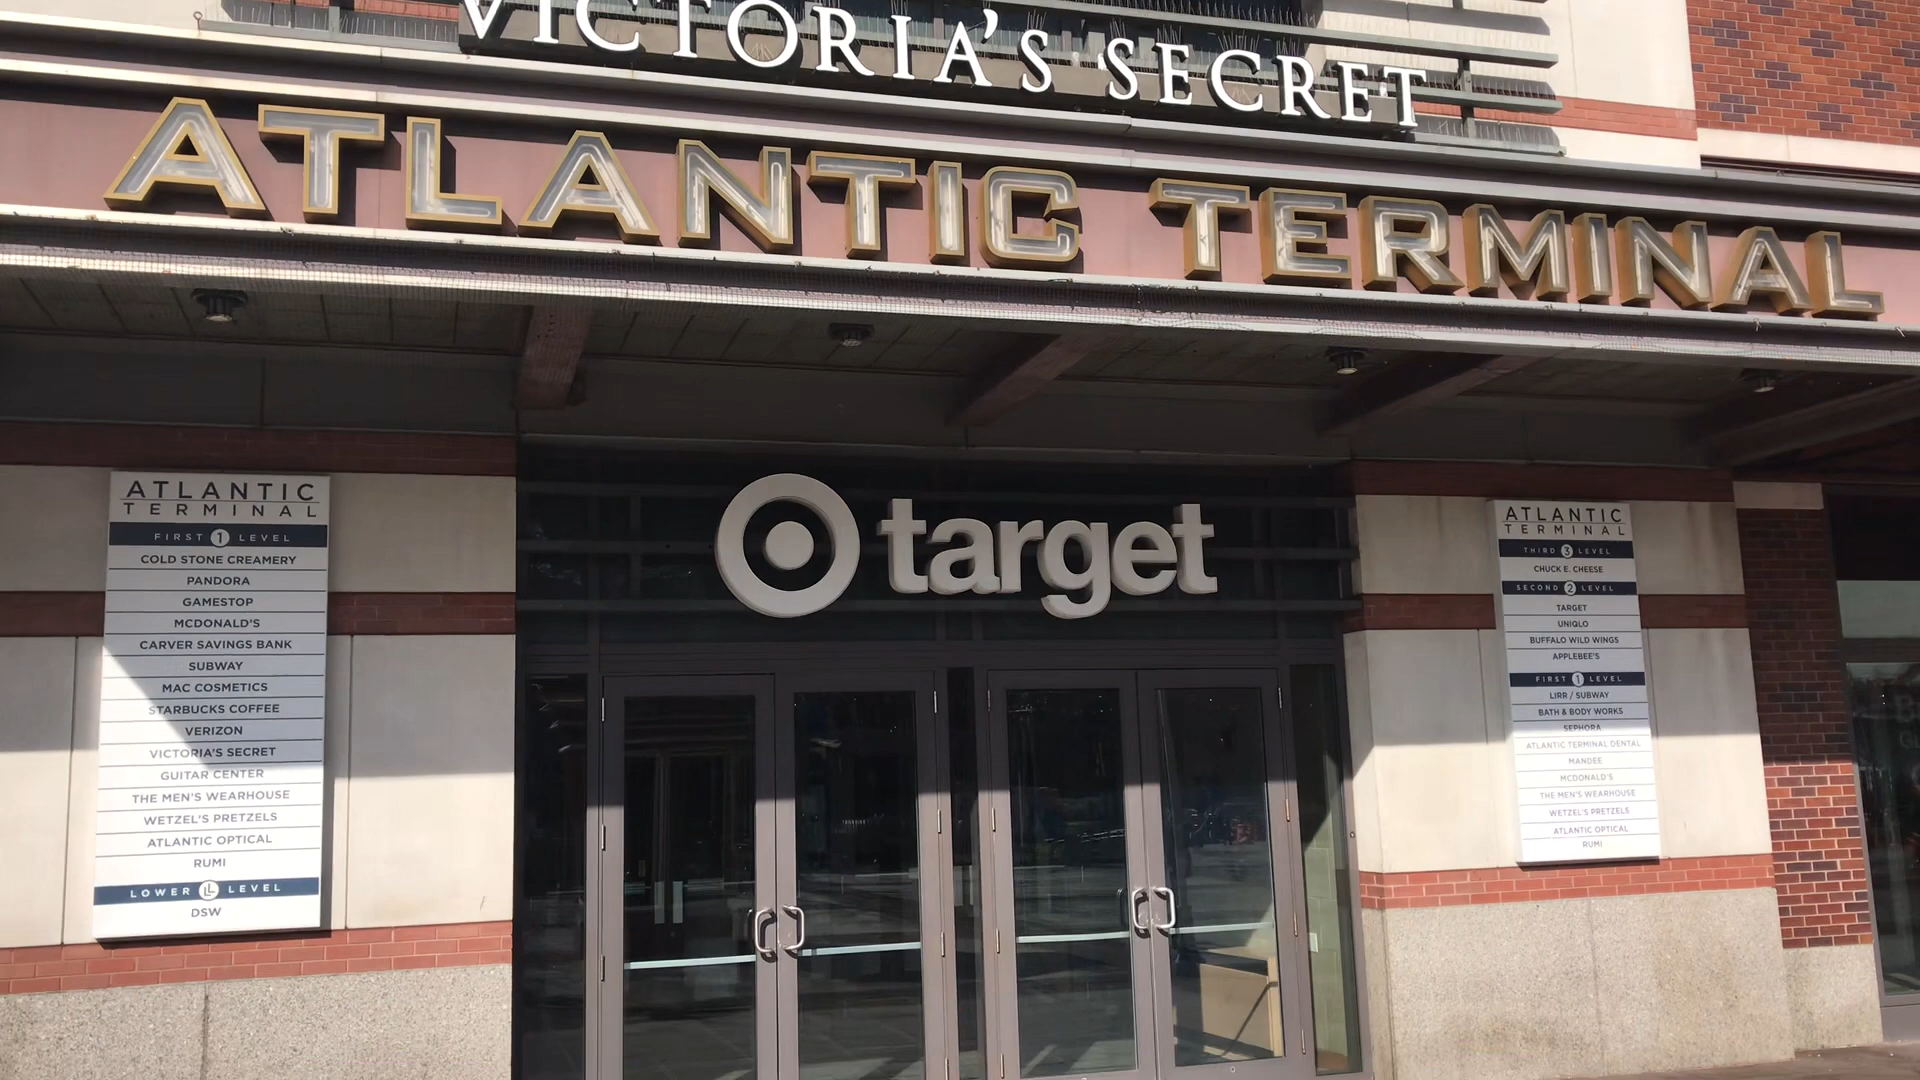 VICTORIA'S SECRET
ATLANTIC TERMINAL
target
ATLANTIC
TERMINAL
FIRST 1 LEVEL
COLD STONE CREAMERY
PANDORA
GAMESTOP
MCDONALD'S
CARVER SAVINGS BANK
SUBWAY
MAC COSMETICS
STARBUCKS COFFEE
VERIZON
VICTORIA'S SECRET
GUITAR CENTER
THE MEN'S WEARHOUSE
WETZEL'S PRETZELS
ATLANTIC OPTICAL
RUMI
LOWER LL LEVEL
DSW
ATLANTIC
TERMINAL
THIRD 3 LEVEL
CHUCK E. CHEESE
SECOND 2 LEVEL
TARGET
UNIQLO
BUFFALO WILD WINGS
APPLEBEE'S
FIRST 1 LEVEL
LIRR / SUBWAY
BATH & BODY WORKS
SEPHORA
ATLANTIC TERMINAL DENTAL
MANDEE
MCDONALD'S
THE MEN'S WEARHOUSE
WETZEL'S PRETZELS
ATLANTIC OPTICAL
RUMI